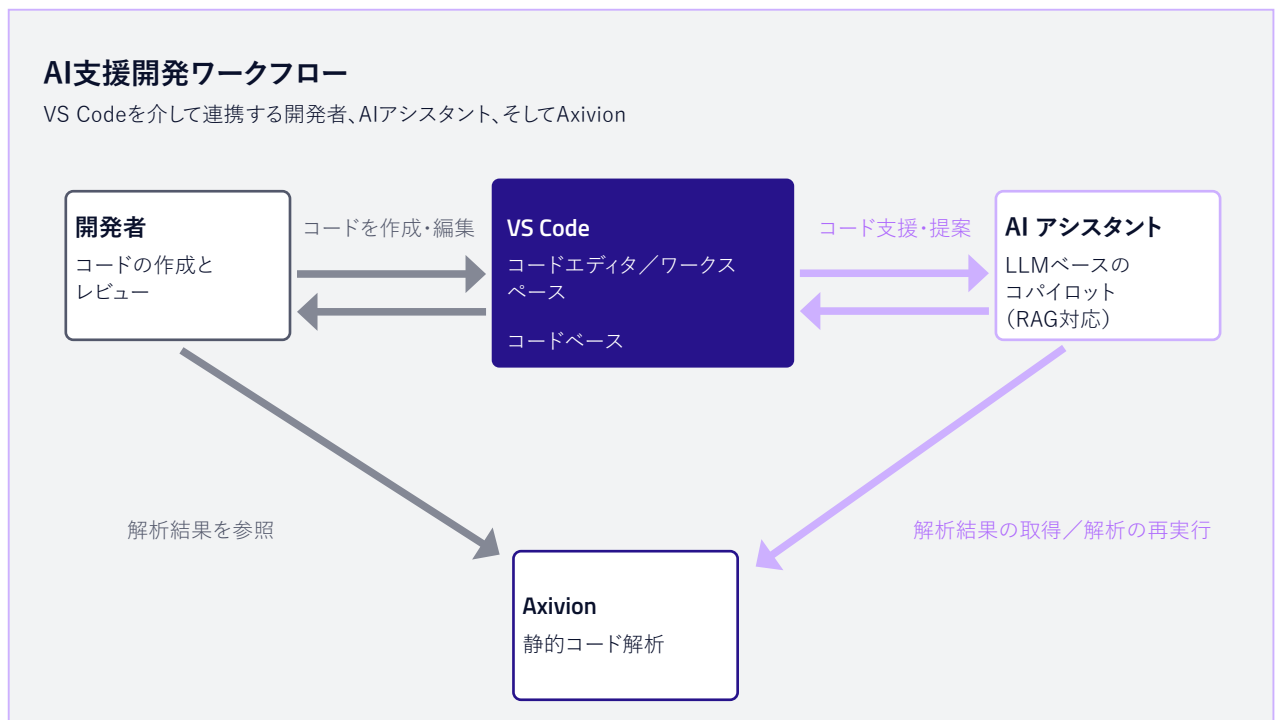 AI支援開発ワークフロー
VS Codeを介して連携する開発者、AIアシスタント、そしてAxivion
開発者
コードの作成と
レビュー
コードを作成・編集
VS Code
コードエディタ／ワークス
ペース
コードベース
コード支援・提案
AI アシスタント
LLMベースの
コパイロット
（RAG対応）
解析結果を参照
解析結果の取得／解析の再実行
Axivion
静的コード解析